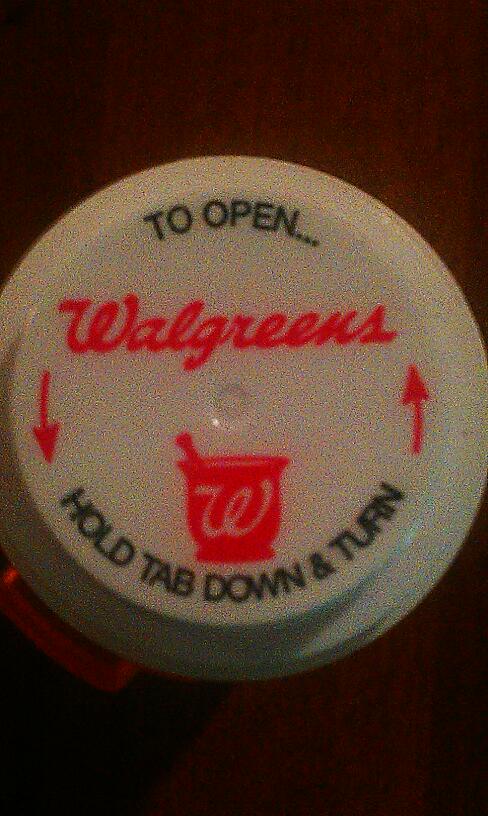 TO OPEN...
Walgreens
W
HOLD TAB DOWN & TURN